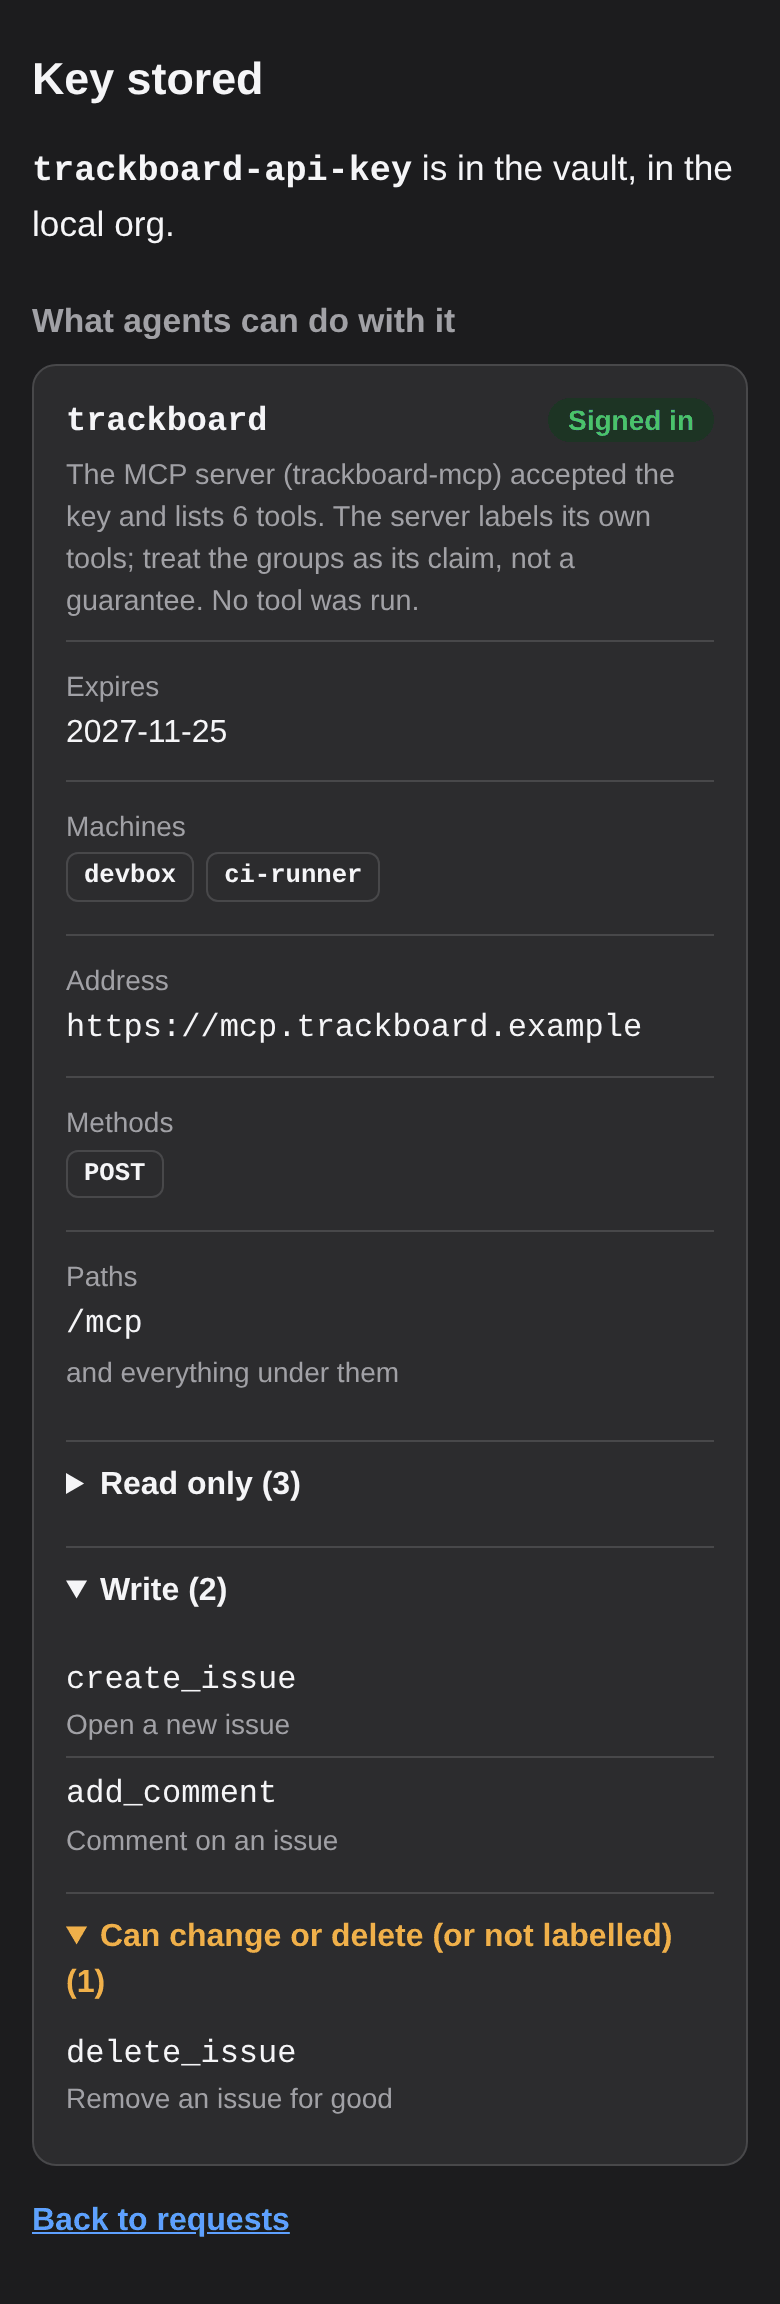 Key stored
trackboard-api-key is in the vault, in the
local org.
What agents can do with it
trackboard
Signed in
The MCP server (trackboard-mcp) accepted the
key and lists 6 tools. The server labels its own
tools; treat the groups as its claim, not a
guarantee. No tool was run.
Expires
2027-11-25
Machines
devbox ci-runner
Address
https://mcp.trackboard.example
Methods
POST
Paths
/mcp
and everything under them
Read only (3)
Write (2)
create_issue
Open a new issue
add_comment
Comment on an issue
Can change or delete (or not labelled)
(1)
delete_issue
Remove an issue for good
Back to requests